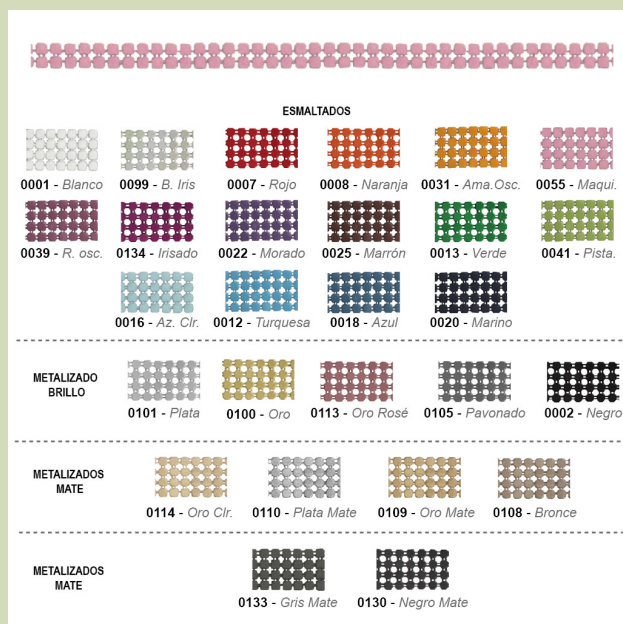 ESMALTADOS
0001 - Blanco 0099 - B. Iris 0007 - Rojo 0008 - Naranja 0031 - Ama.Osc. 0055 - Maqui.
0039 - R. osc. 0134 - Irisado 0022 - Morado 0025 - Marrón 0013 - Verde 0041 - Pista.
0016 - Az. Clr. 0012 - Turquesa 0018 - Azul 0020 - Marino
METALIZADO
BRILLO
0101 - Plata 0100 - Oro 0113 - Oro Rosé 0105 - Pavonado 0002 - Negro
METALIZADOS
MATE
0114 - Oro Clr. 0110 - Plata Mate 0109 - Oro Mate 0108 - Bronce
METALIZADOS
MATE
0133 - Gris Mate 0130 - Negro Mate